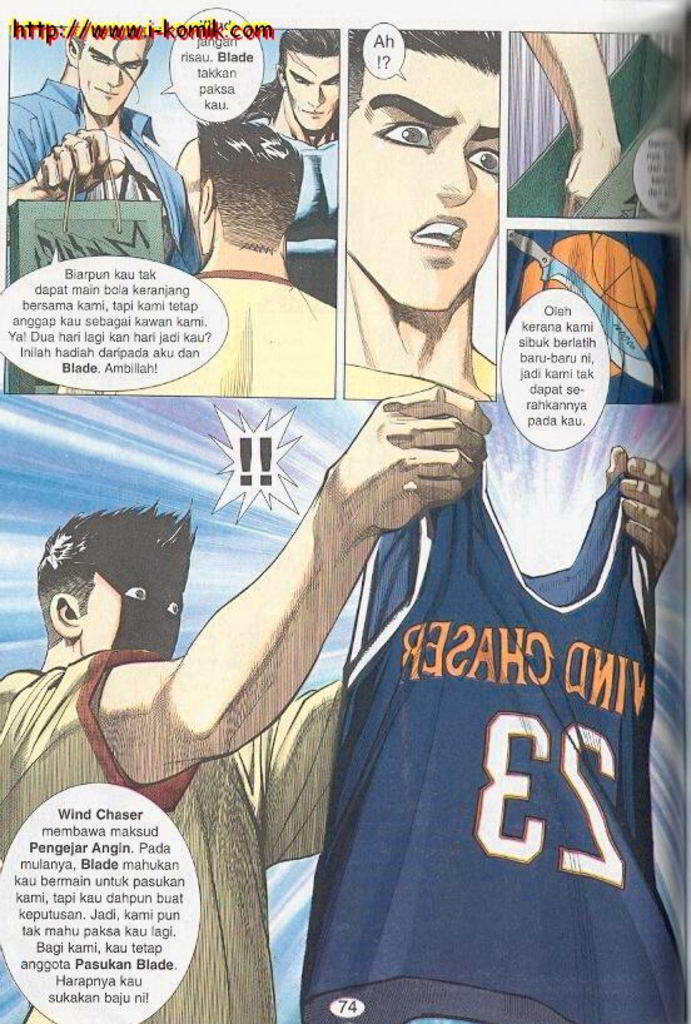 http://www.i-komik.com
jangan
risau. Blade
takkan
paksa
kau.
Ah
!?
Biarpun kau tak
dapat main bola keranjang
bersama kami, tapi kami tetap
anggap kau sebagai kawan kami.
Ya! Dua hari lagi kan hari jadi kau?
Inilah hadiah daripada aku dan
Blade. Ambillah!
Oleh
kerana kami
sibuk berlatih
baru-baru ni,
jadi kami tak
dapat se-
rahkannya
pada kau.
!!
WIND CHASER
23
Wind Chaser
membawa maksud
Pengejar Angin. Pada
mulanya, Blade mahukan
kau bermain untuk pasukan
kami, tapi kau dahpun buat
keputusan. Jadi, kami pun
tak mahu paksa kau lagi.
Bagi kami, kau tetap
anggota Pasukan Blade.
Harapnya kau
sukakan baju ni!
74